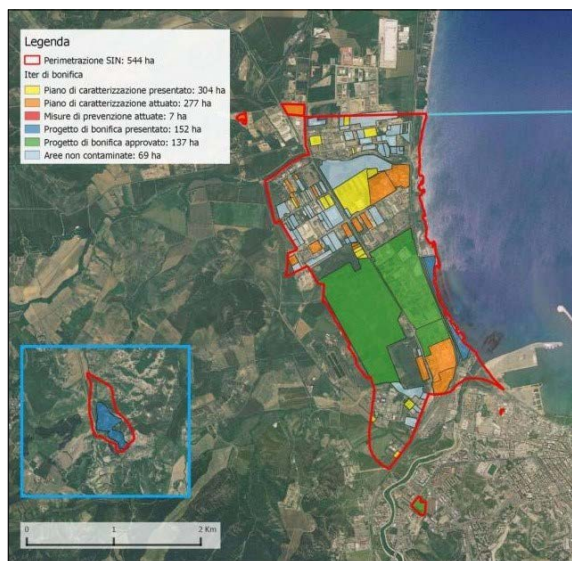 Legenda
Perimetrazione SIN: 544 ha
Iter di bonifica
Piano di caratterizzazione presentato: 304 ha
Piano di caratterizzazione attuato: 277 ha
Misure di prevenzione attuate: 7 ha
Progetto di bonifica presentato: 152 ha
Progetto di bonifica approvato: 137 ha
Aree non contaminate: 69 ha
0 1 2 Km